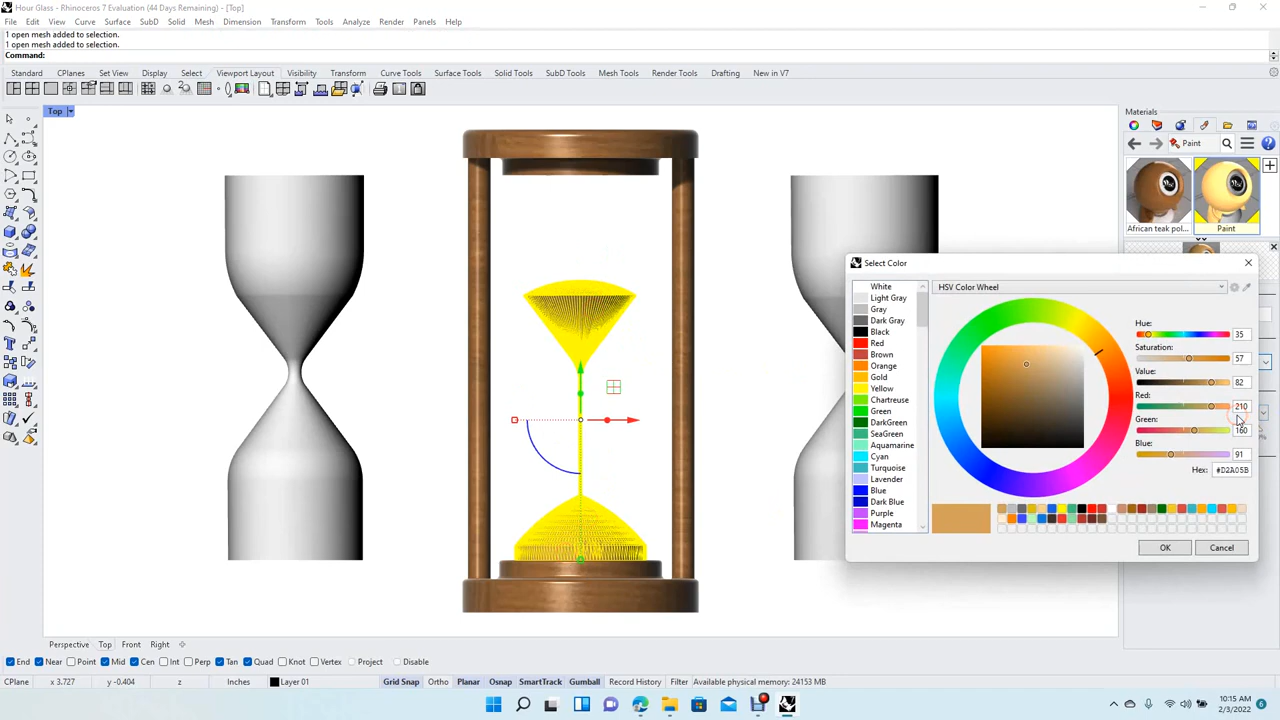 Hour Glass - Rhinoceros 7 Evaluation (44 Days Remaining) - [Top]
File Edit View Curve Surface SubD Solid Mesh Dimension Transform Tools Analyze Render Panels Help
1 open mesh added to selection.
1 open mesh added to selection.
Command:
Standard CPlanes Set View Display Select Viewport Layout Visibility Transform Curve Tools Surface Tools Solid Tools SubD Tools Mesh Tools Render Tools Drafting New in V7
Top
Materials
Paint
African teak pol...
Paint
Select Color
White
Light Gray
Gray
Dark Gray
Black
Red
Brown
Orange
Gold
Yellow
Chartreuse
Green
DarkGreen
SeaGreen
Aquamarine
Cyan
Turquoise
Lavender
Blue
Dark Blue
Purple
Magenta
HSV Color Wheel
Hue:
35
Saturation:
57
Value:
82
Red:
210
Green:
160
Blue:
91
Hex: #D2A05B
OK Cancel
Perspective Top Front Right
End Near Point Mid Cen Int Perp Tan Quad Knot Vertex Project Disable
CPlane x 3.727 y -0.404 z Inches Layer 01 Grid Snap Ortho Planar Osnap SmartTrack Gumball Record History Filter Available physical memory: 24153 MB
10:15 AM
2/3/2022
6